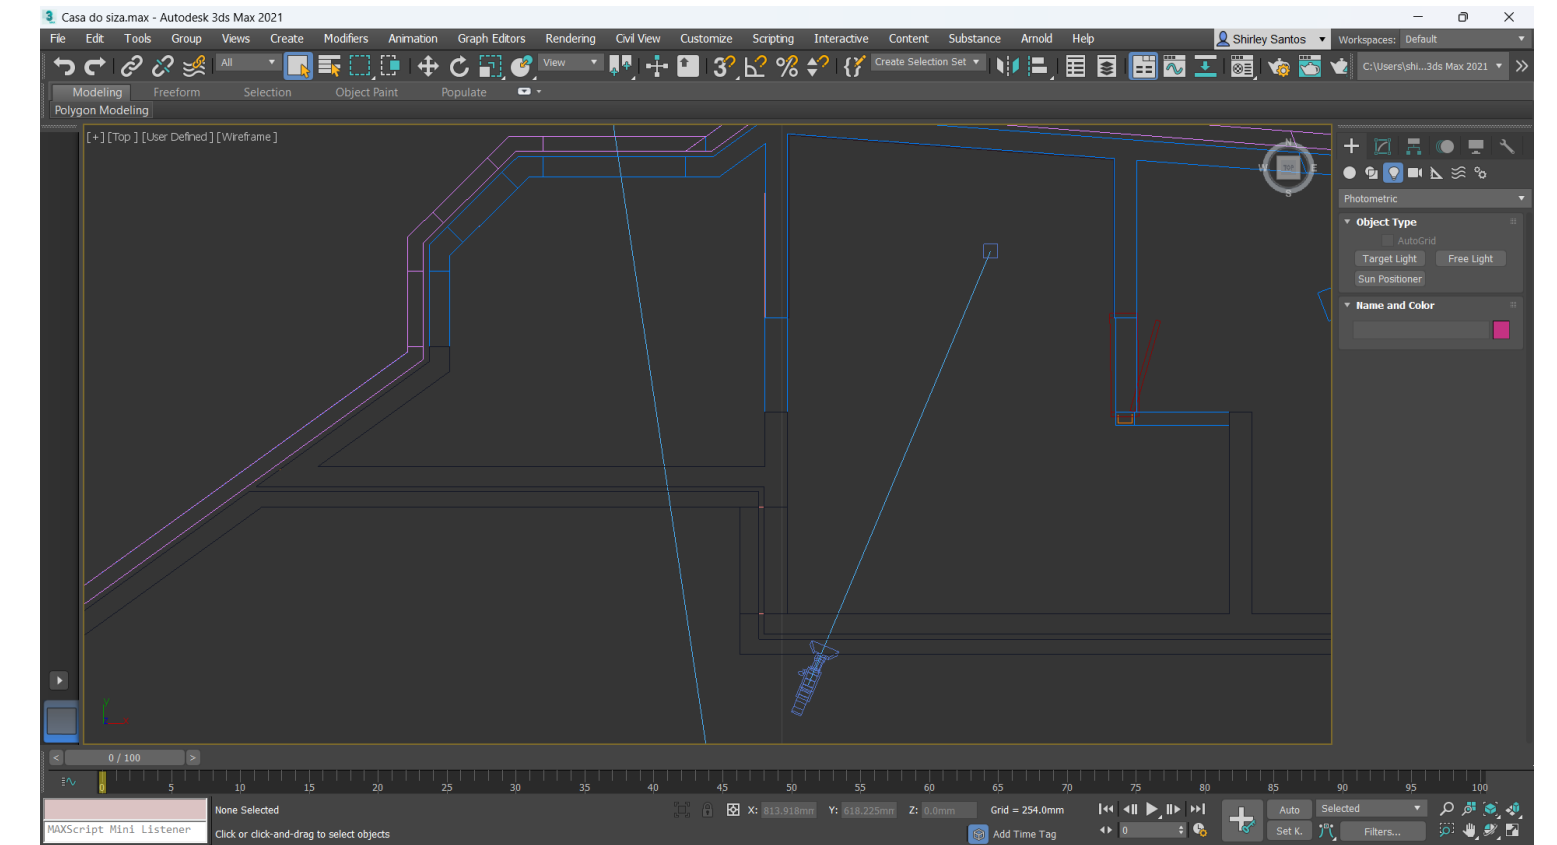 3 Casa do siza.max - Autodesk 3ds Max 2021
File Edit Tools Group Views Create Modifiers Animation Graph Editors Rendering Civil View Customize Scripting Interactive Content Substance Arnold Help Shirley Santos Workspaces: Default
All View Create Selection Set C:\Users\shi...3ds Max 2021
Modeling Freeform Selection Object Paint Populate
Polygon Modeling
[+] [Top ] [User Defined ] [Wireframe ]
N
W TOP E
S
Photometric
Object Type
AutoGrid
Target Light Free Light
Sun Positioner
Name and Color
y
z x
< 0 / 100 >
0 5 10 15 20 25 30 35 40 45 50 55 60 65 70 75 80 85 90 95 100
None Selected X: 813.918mm Y: 618.225mm Z: 0.0mm Grid = 254.0mm Auto Selected
MAXScript Mini Listener Click or click-and-drag to select objects Add Time Tag 0 Set K. Filters...